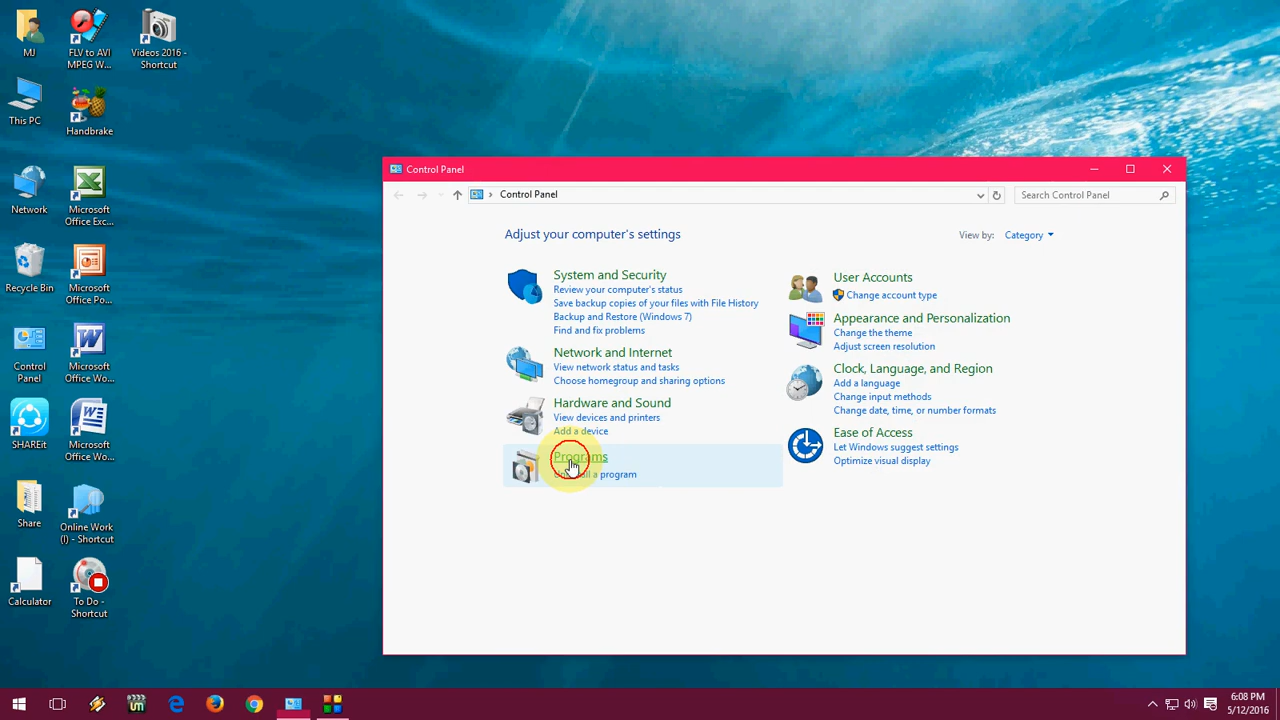 MJ
FLV to AVI
MPEG W...
Videos 2016 -
Shortcut
This PC
Handbrake
Network
Microsoft
Office Exc...
Recycle Bin
Microsoft
Office Po...
Control
Panel
Microsoft
Office Wo...
SHAREit
Microsoft
Office Wo...
Share
Online Work
(I) - Shortcut
Calculator
To Do -
Shortcut
Control Panel
Control Panel
Search Control Panel
Adjust your computer's settings
View by: Category
System and Security
Review your computer's status
Save backup copies of your files with File History
Backup and Restore (Windows 7)
Find and fix problems
Network and Internet
View network status and tasks
Choose homegroup and sharing options
Hardware and Sound
View devices and printers
Add a device
Programs
Uninstall a program
User Accounts
Change account type
Appearance and Personalization
Change the theme
Adjust screen resolution
Clock, Language, and Region
Add a language
Change input methods
Change date, time, or number formats
Ease of Access
Let Windows suggest settings
Optimize visual display
6:08 PM
5/12/2016